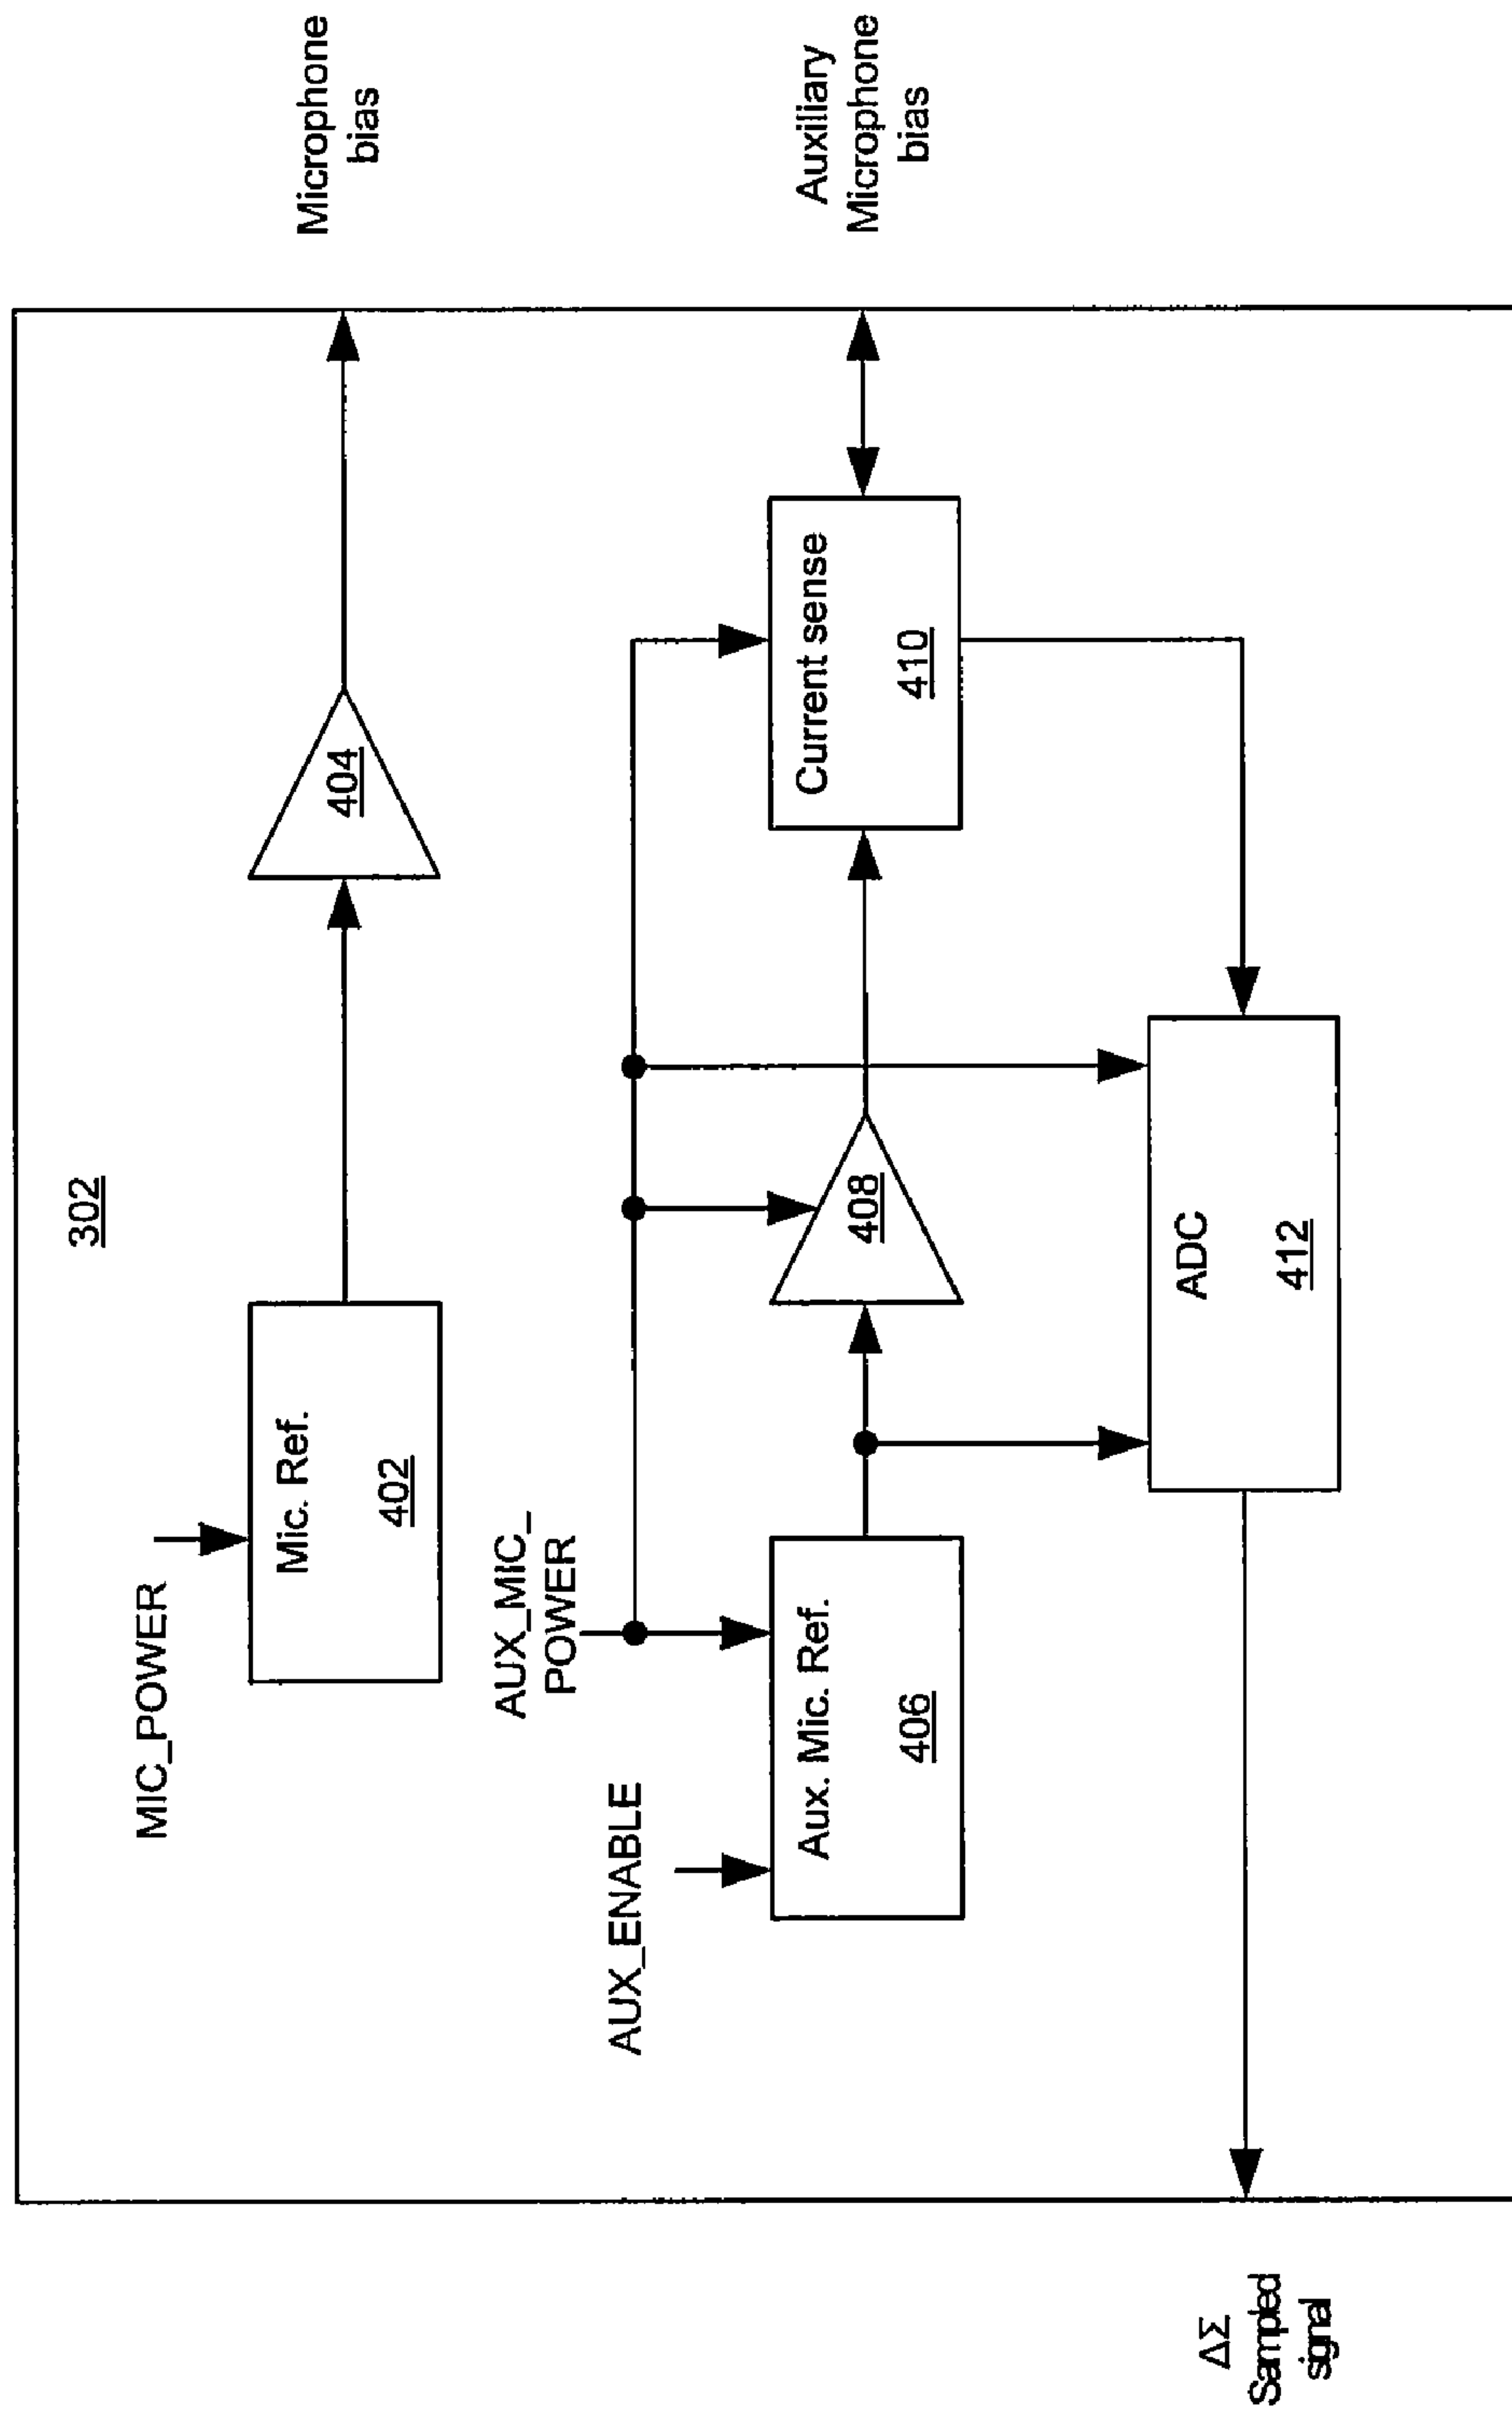 302
MIC_POWER
Mic. Ref.
402
404
Microphone
bias
AUX_MIC_
POWER
AUX_ENABLE
Aux. Mic. Ref.
406
408
Current sense
410
Auxiliary
Microphone
bias
ADC
412
ΔΣ
Sampled
signal